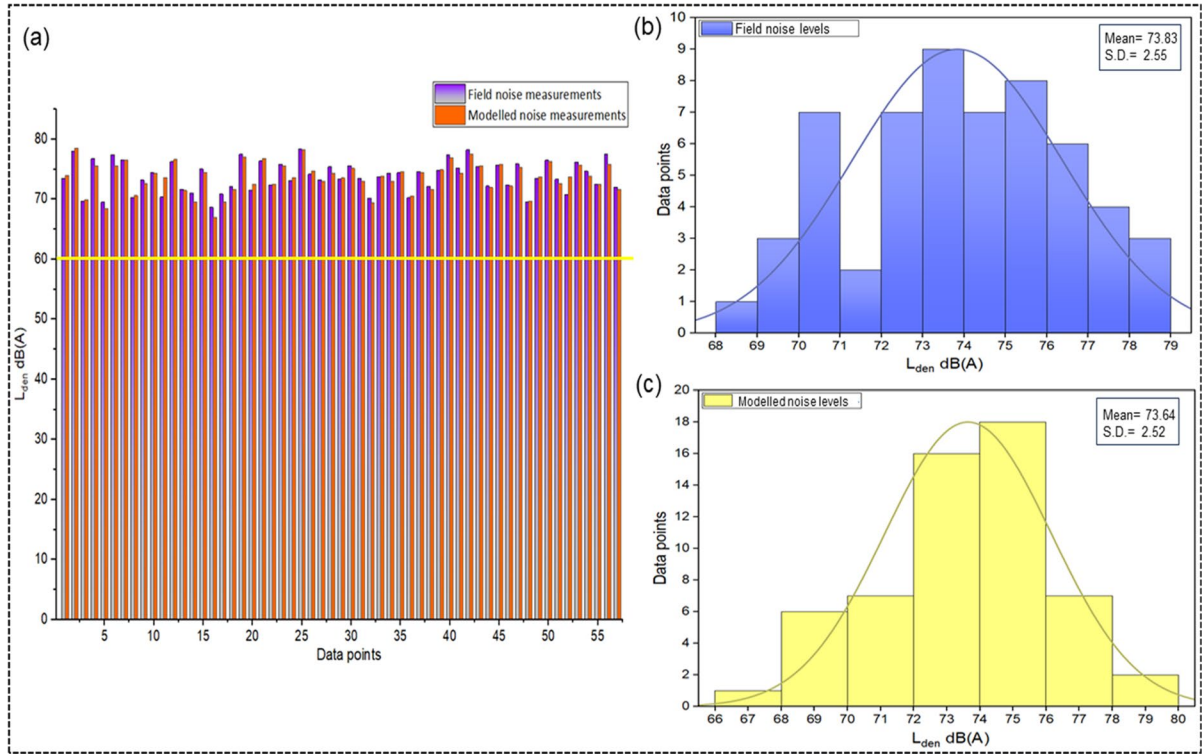 (a)
Field noise measurements
Modelled noise measurements
80
70
60
50
40
30
20
10
0
L_den dB(A)
5 10 15 20 25 30 35 40 45 50 55
Data points
(b)
Field noise levels
Mean= 73.83
S.D.= 2.55
10
9
8
7
6
5
4
3
2
1
0
Data points
68 69 70 71 72 73 74 75 76 77 78 79
L_den dB(A)
(c)
Modelled noise levels
Mean= 73.64
S.D.= 2.52
20
18
16
14
12
10
8
6
4
2
0
Data points
66 67 68 69 70 71 72 73 74 75 76 77 78 79 80
L_den dB(A)